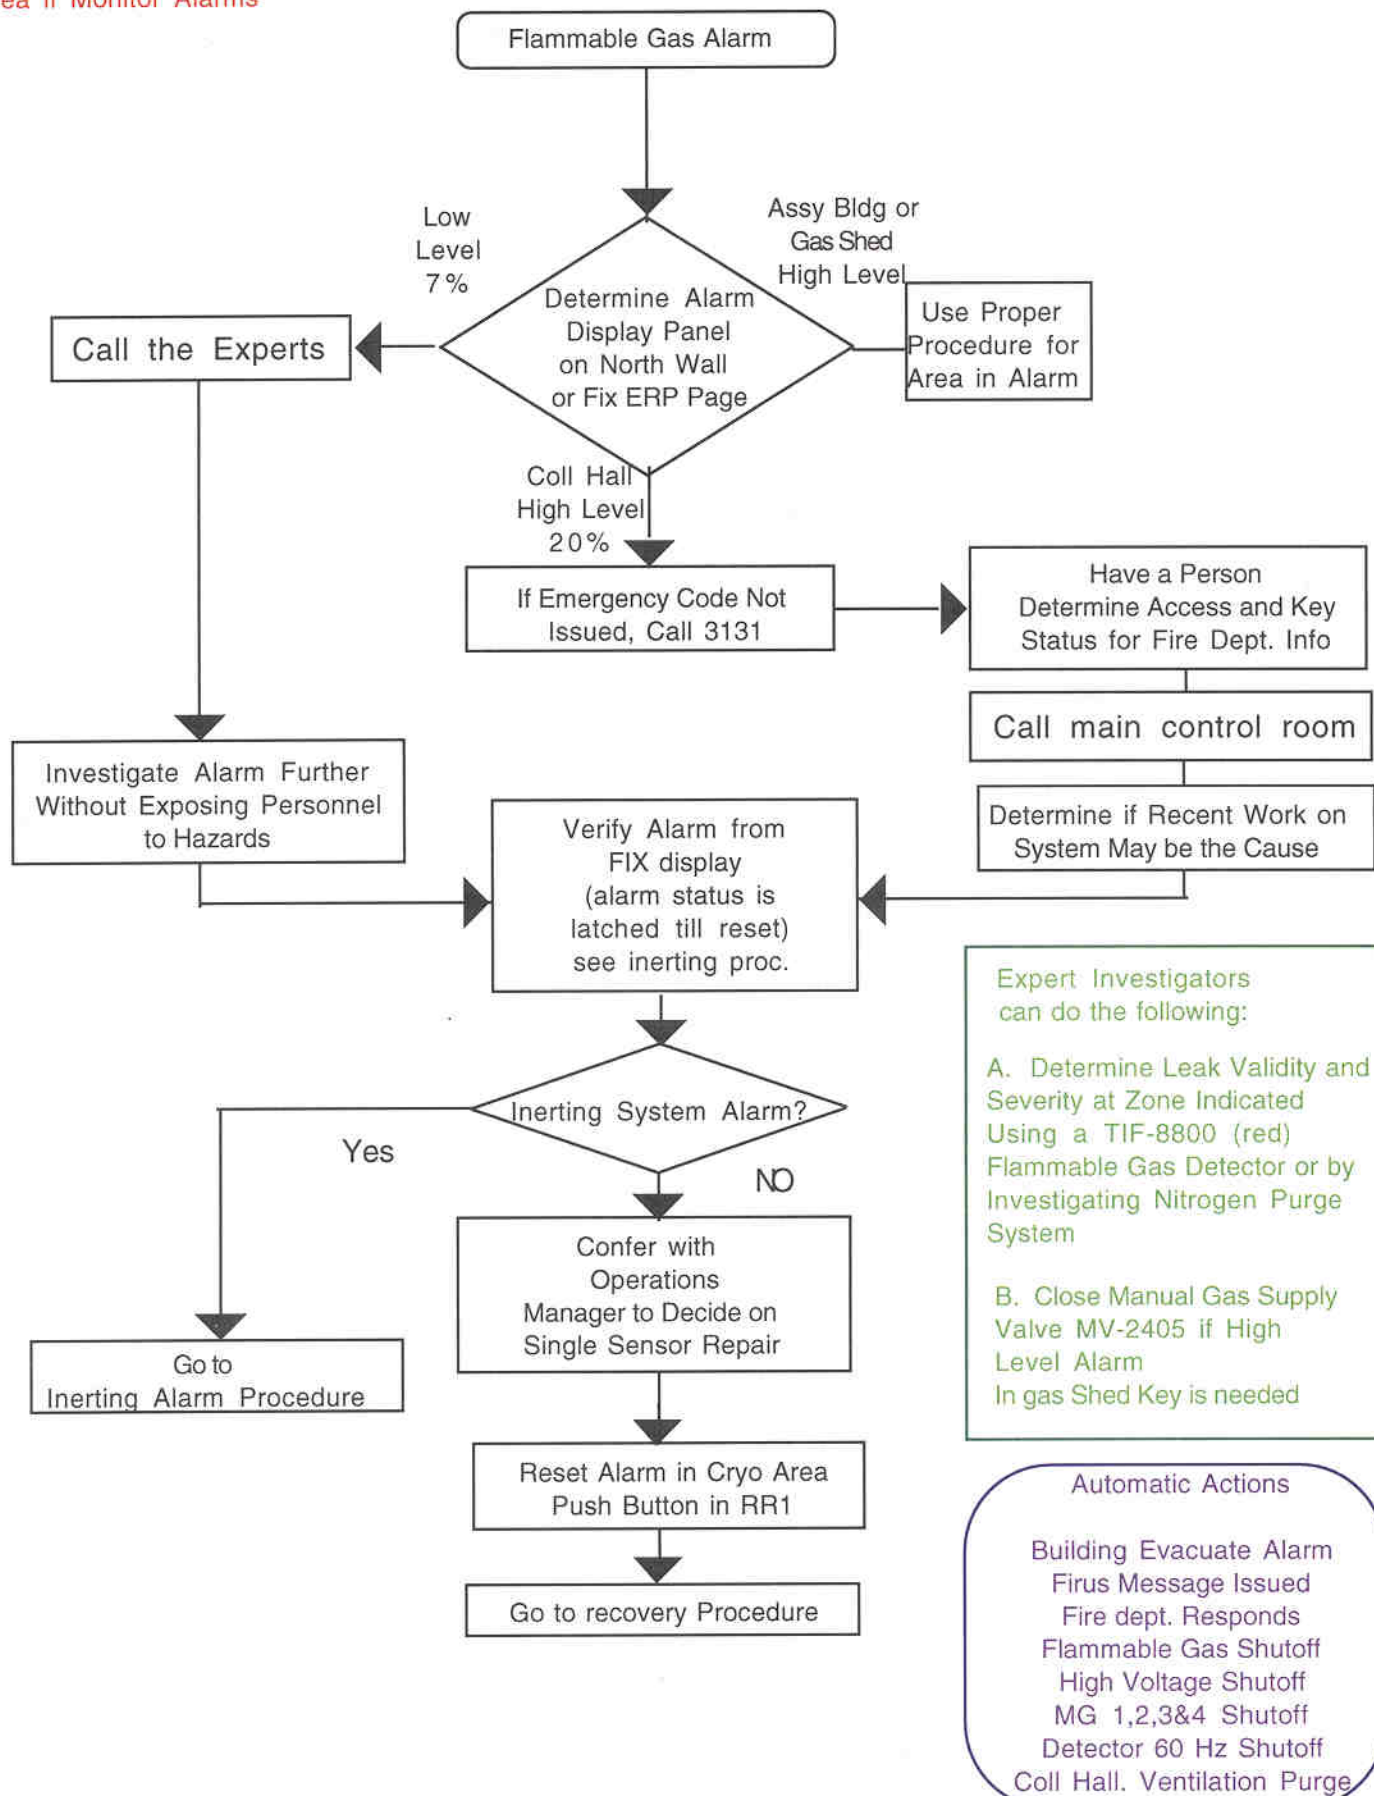 Monitor Alarms
Flammable Gas Alarm
Low
Level
7%
Assy Bldg or
Gas Shed
High Level
Determine Alarm
Display Panel
on North Wall
or Fix ERP Page
Use Proper
Procedure for
Area in Alarm
Call the Experts
Coll Hall
High Level
20%
If Emergency Code Not
Issued, Call 3131
Have a Person
Determine Access and Key
Status for Fire Dept. Info
Call main control room
Determine if Recent Work on
System May be the Cause
Investigate Alarm Further
Without Exposing Personnel
to Hazards
Verify Alarm from
FIX display
(alarm status is
latched till reset)
see inerting proc.
Inerting System Alarm?
Yes
NO
Go to
Inerting Alarm Procedure
Confer with
Operations
Manager to Decide on
Single Sensor Repair
Reset Alarm in Cryo Area
Push Button in RR1
Go to recovery Procedure
Expert Investigators
can do the following:
A. Determine Leak Validity and
Severity at Zone Indicated
Using a TIF-8800 (red)
Flammable Gas Detector or by
Investigating Nitrogen Purge
System
B. Close Manual Gas Supply
Valve MV-2405 if High
Level Alarm
In gas Shed Key is needed
Automatic Actions
Building Evacuate Alarm
Firus Message Issued
Fire dept. Responds
Flammable Gas Shutoff
High Voltage Shutoff
MG 1,2,3&4 Shutoff
Detector 60 Hz Shutoff
Coll Hall. Ventilation Purge